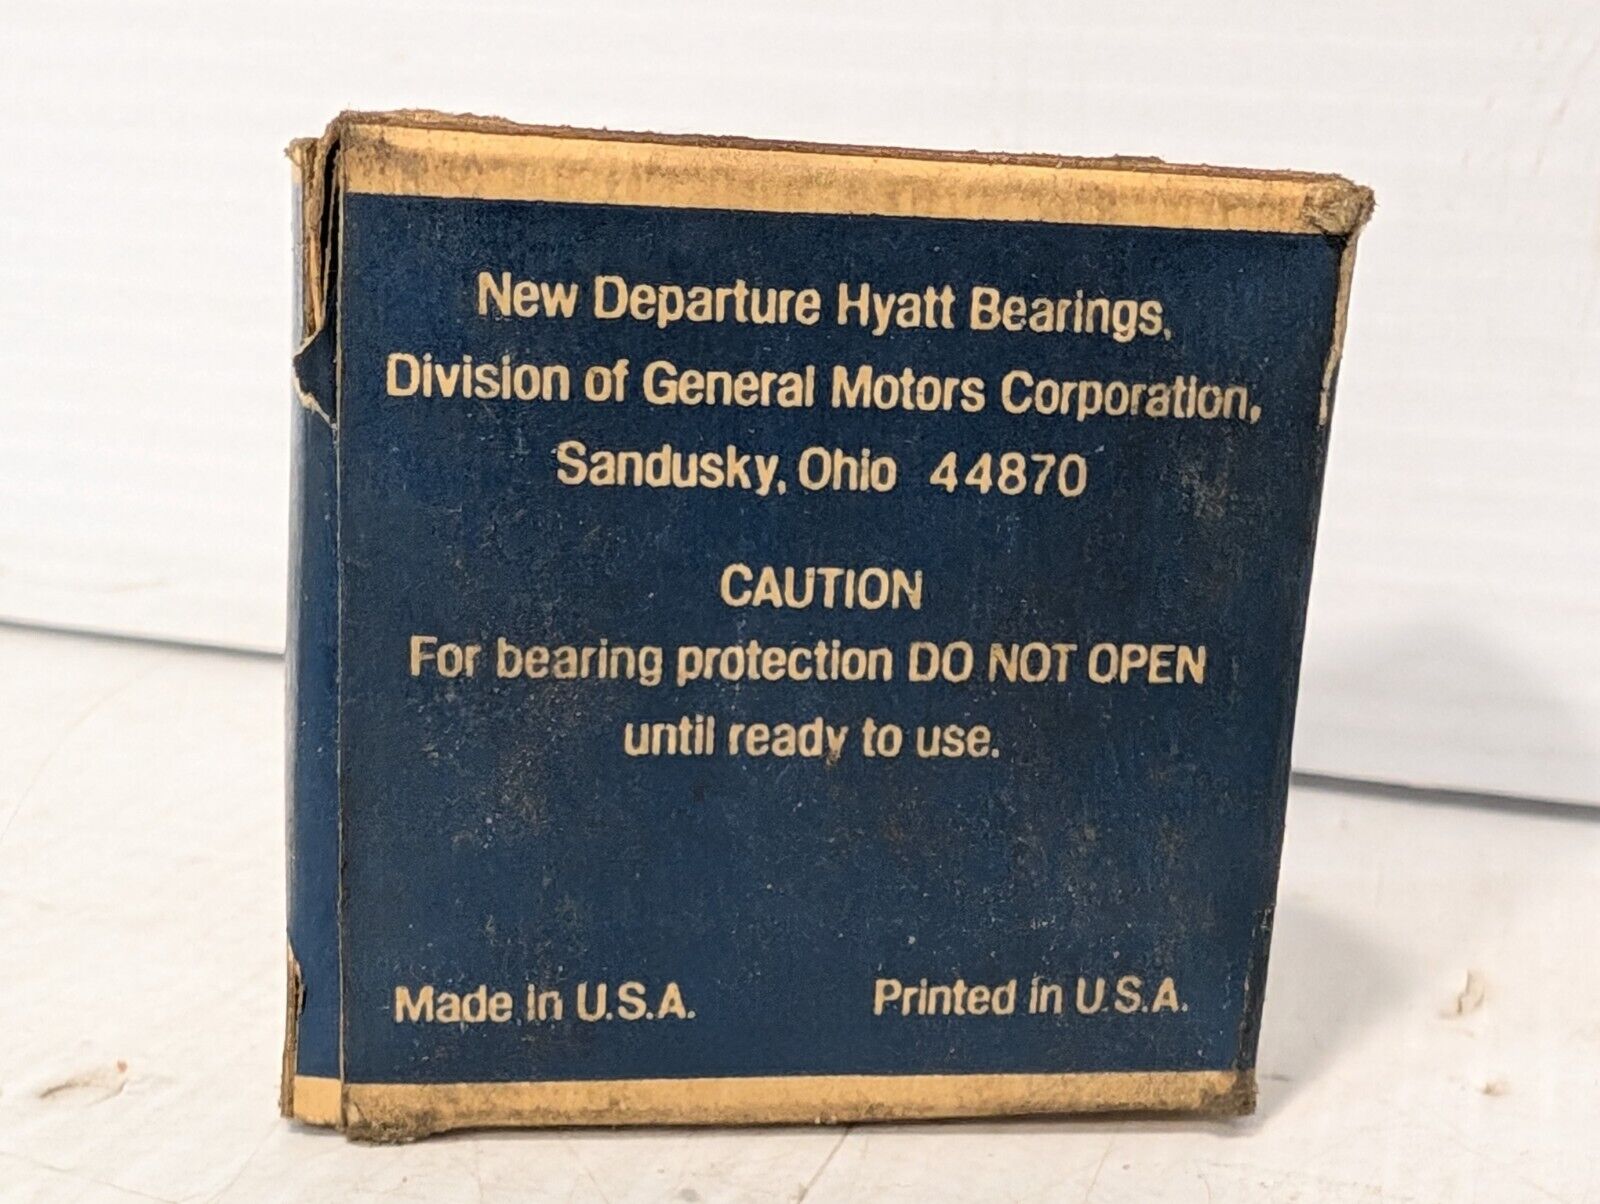 New Departure Hyatt Bearings,
Division of General Motors Corporation,
Sandusky, Ohio 44870
CAUTION
For bearing protection DO NOT OPEN
until ready to use.
Made in U.S.A. Printed in U.S.A.